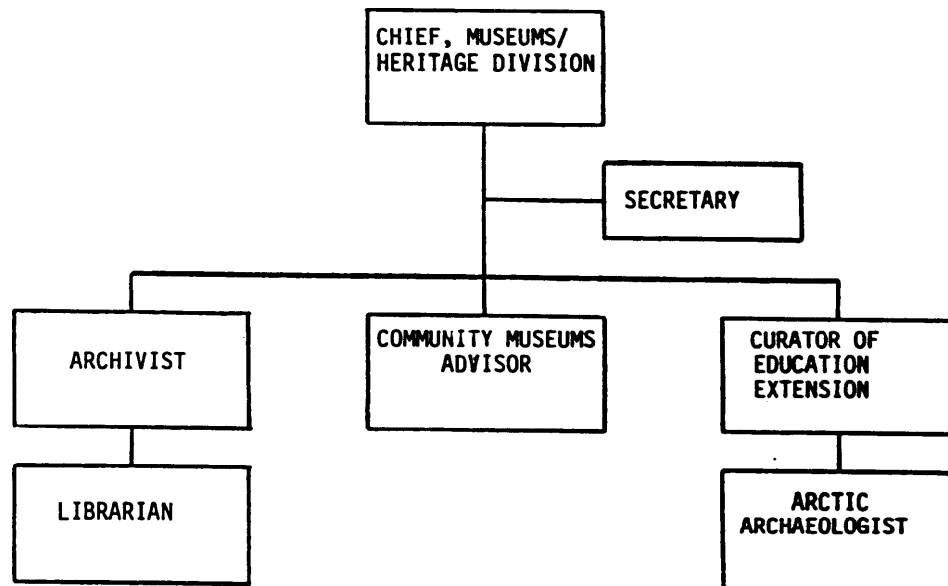 CHIEF, MUSEUMS/
HERITAGE DIVISION
SECRETARY
ARCHIVIST
COMMUNITY MUSEUMS
ADVISOR
CURATOR OF
EDUCATION
EXTENSION
LIBRARIAN
ARCTIC
ARCHAEOLOGIST